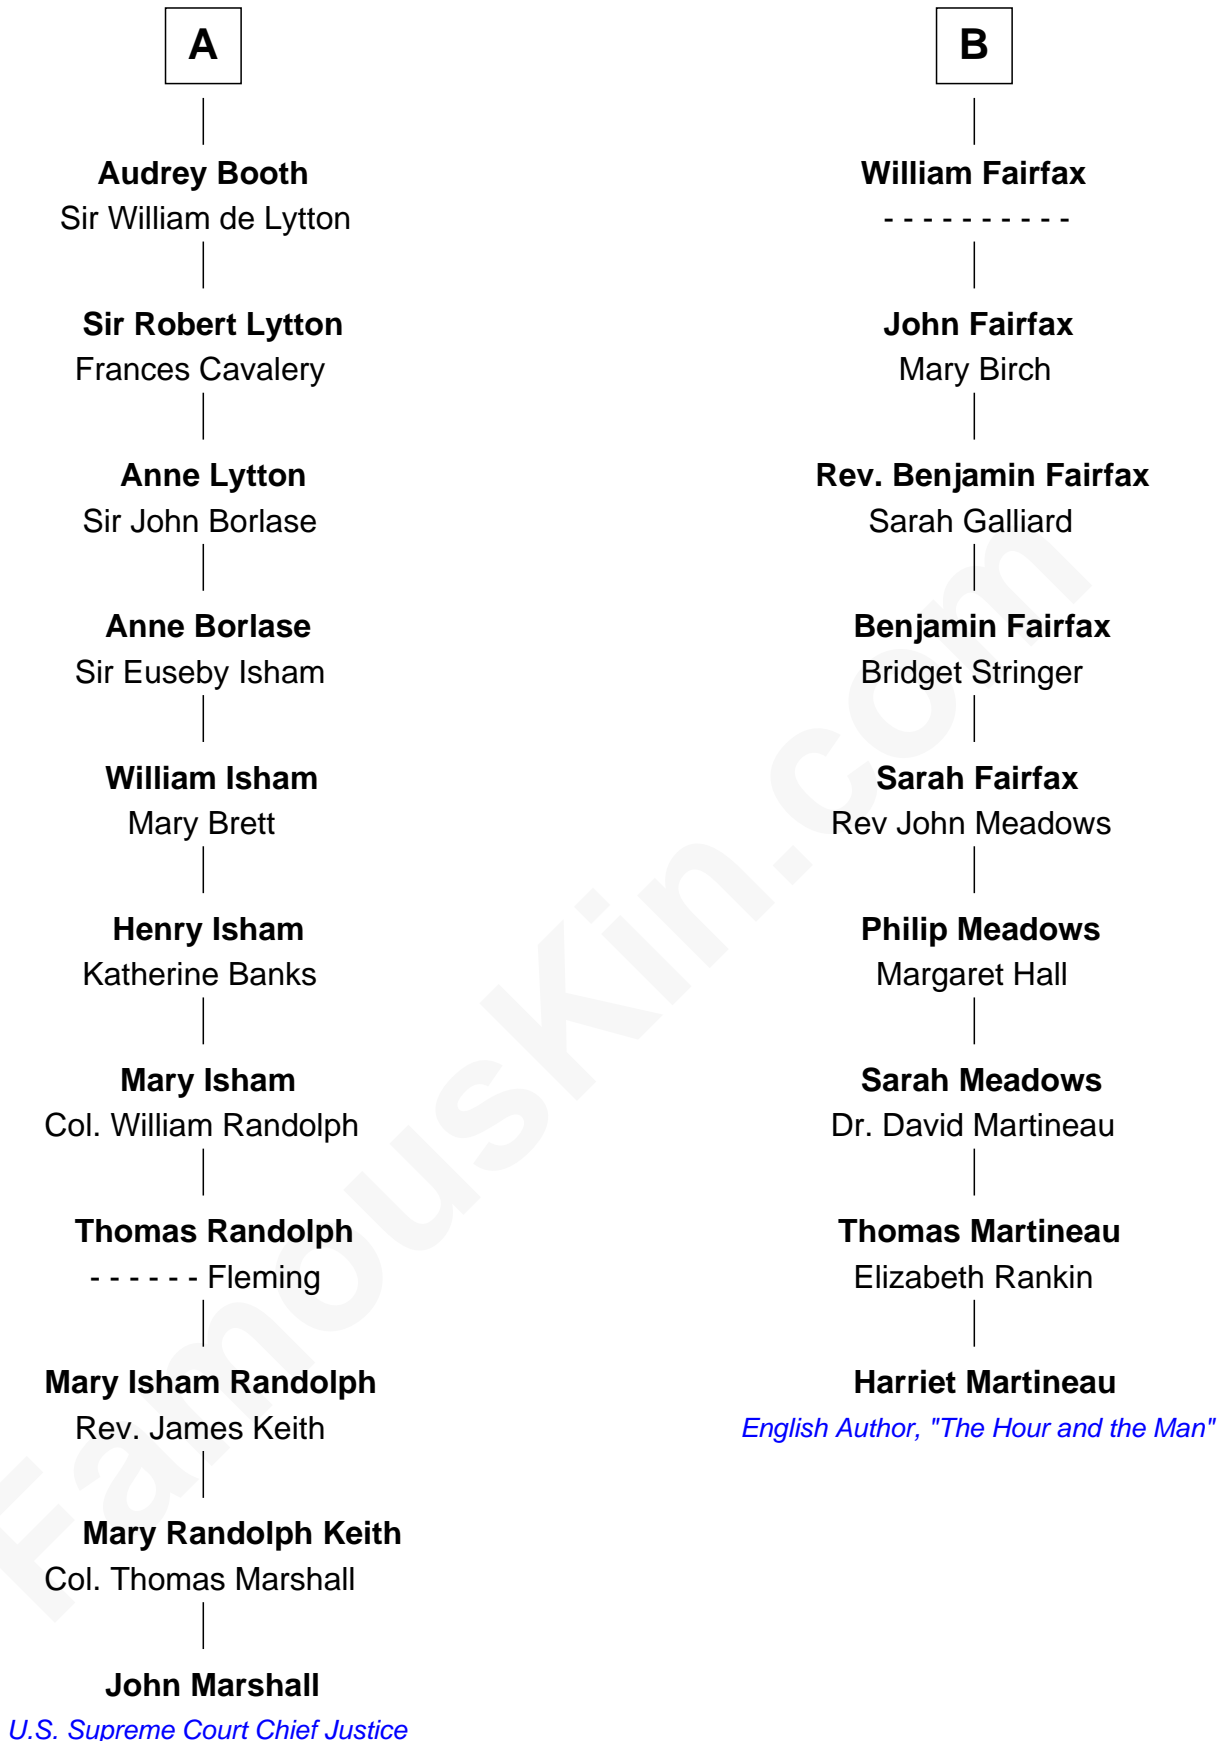 A
Audrey Booth
Sir William de Lytton
Sir Robert Lytton
Frances Cavalery
Anne Lytton
Sir John Borlase
Anne Borlase
Sir Euseby Isham
William Isham
Mary Brett
Henry Isham
Katherine Banks
Mary Isham
Col. William Randolph
Thomas Randolph
- - - - - - Fleming
Mary Isham Randolph
Rev. James Keith
Mary Randolph Keith
Col. Thomas Marshall
John Marshall
U.S. Supreme Court Chief Justice
B
William Fairfax
- - - - - - - - - -
John Fairfax
Mary Birch
Rev. Benjamin Fairfax
Sarah Galliard
Benjamin Fairfax
Bridget Stringer
Sarah Fairfax
Rev John Meadows
Philip Meadows
Margaret Hall
Sarah Meadows
Dr. David Martineau
Thomas Martineau
Elizabeth Rankin
Harriet Martineau
English Author, "The Hour and the Man"
FamousKin.com